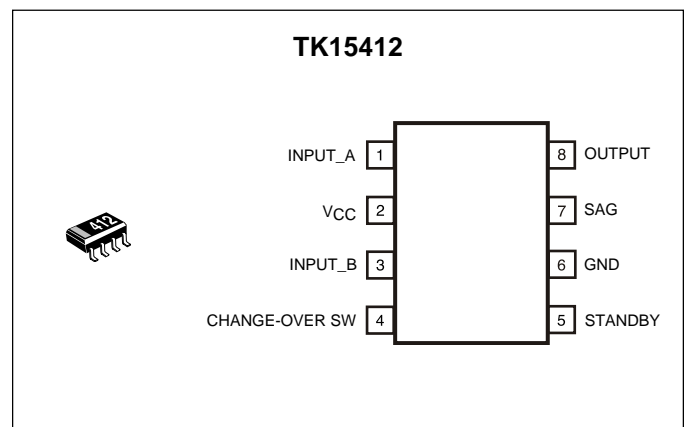 TK15412
INPUT_A 1
VCC 2
INPUT_B 3
CHANGE-OVER SW 4
8 OUTPUT
7 SAG
6 GND
5 STANDBY
412